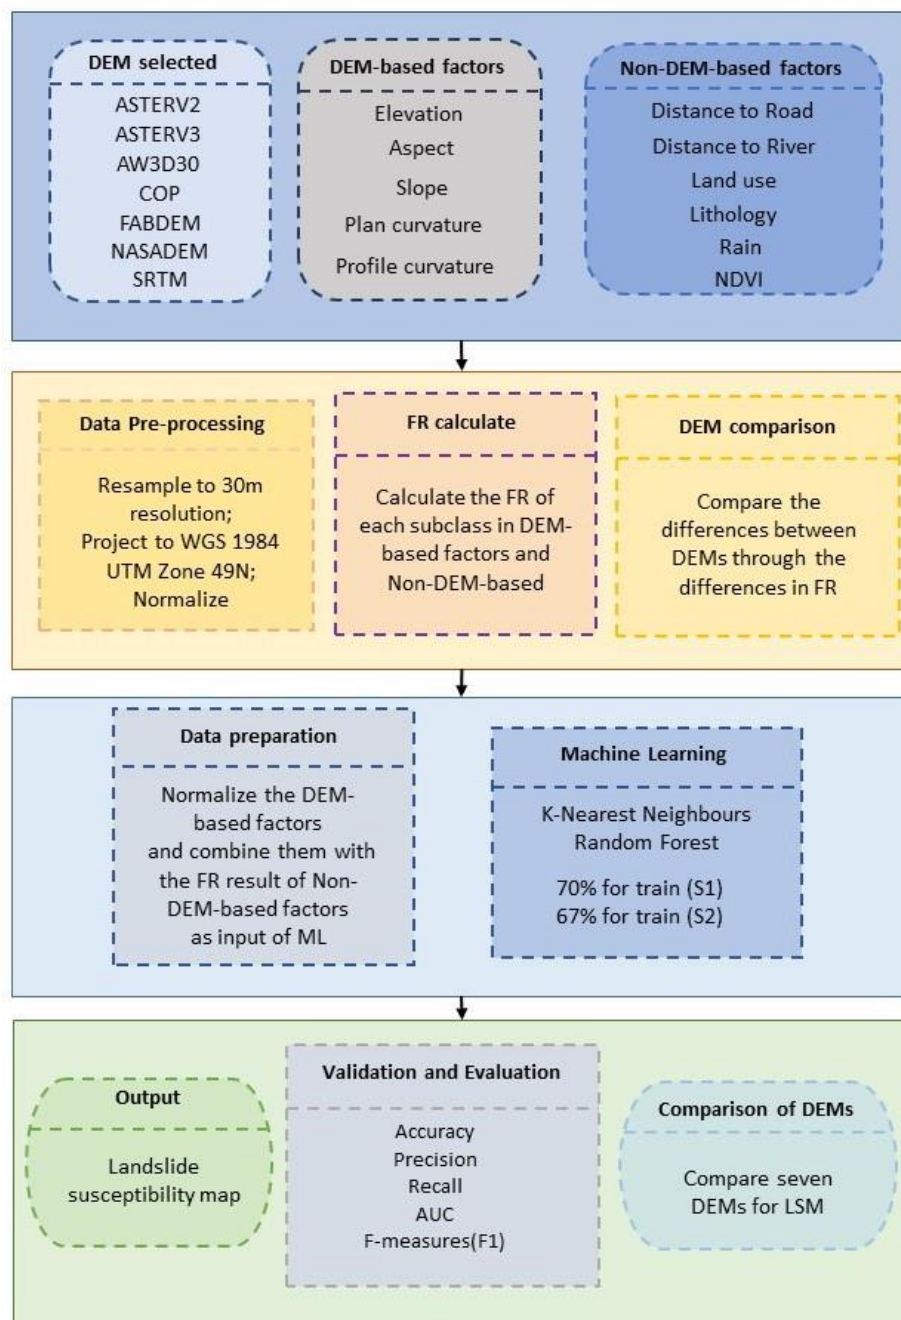 DEM selected
ASTERV2
ASTERV3
AW3D30
COP
FABDEM
NASADEM
SRTM
DEM-based factors
Elevation
Aspect
Slope
Plan curvature
Profile curvature
Non-DEM-based factors
Distance to Road
Distance to River
Land use
Lithology
Rain
NDVI
Data Pre-processing
Resample to 30m
resolution;
Project to WGS 1984
UTM Zone 49N;
Normalize
FR calculate
Calculate the FR of
each subclass in DEM-
based factors and
Non-DEM-based
DEM comparison
Compare the
differences between
DEMs through the
differences in FR
Data preparation
Normalize the DEM-
based factors
and combine them with
the FR result of Non-
DEM-based factors
as input of ML
Machine Learning
K-Nearest Neighbours
Random Forest
70% for train (S1)
67% for train (S2)
Output
Landslide
susceptibility map
Validation and Evaluation
Accuracy
Precision
Recall
AUC
F-measures(F1)
Comparison of DEMs
Compare seven
DEMs for LSM